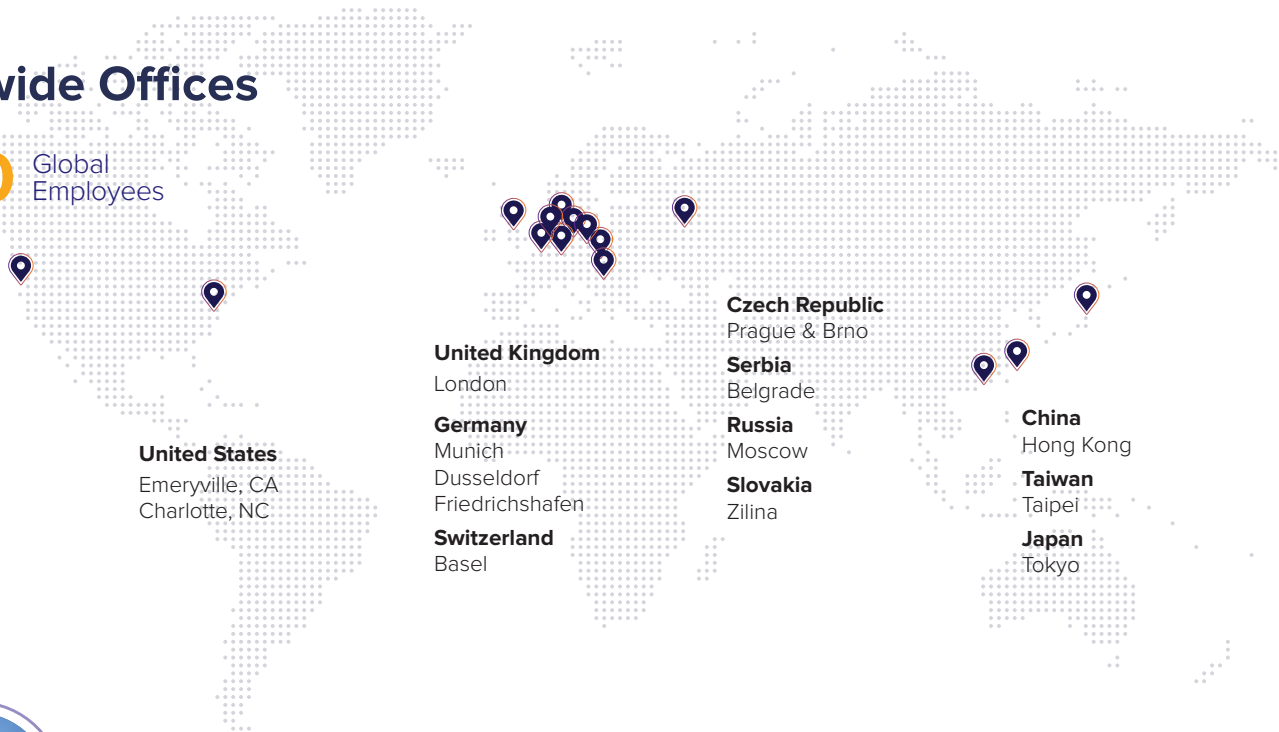 wide Offices
Global
Employees
United States
Emeryville, CA
Charlotte, NC
United Kingdom
London
Germany
Munich
Dusseldorf
Friedrichshafen
Switzerland
Basel
Czech Republic
Prague & Brno
Serbia
Belgrade
Russia
Moscow
Slovakia
Zilina
China
Hong Kong
Taiwan
Taipei
Japan
Tokyo